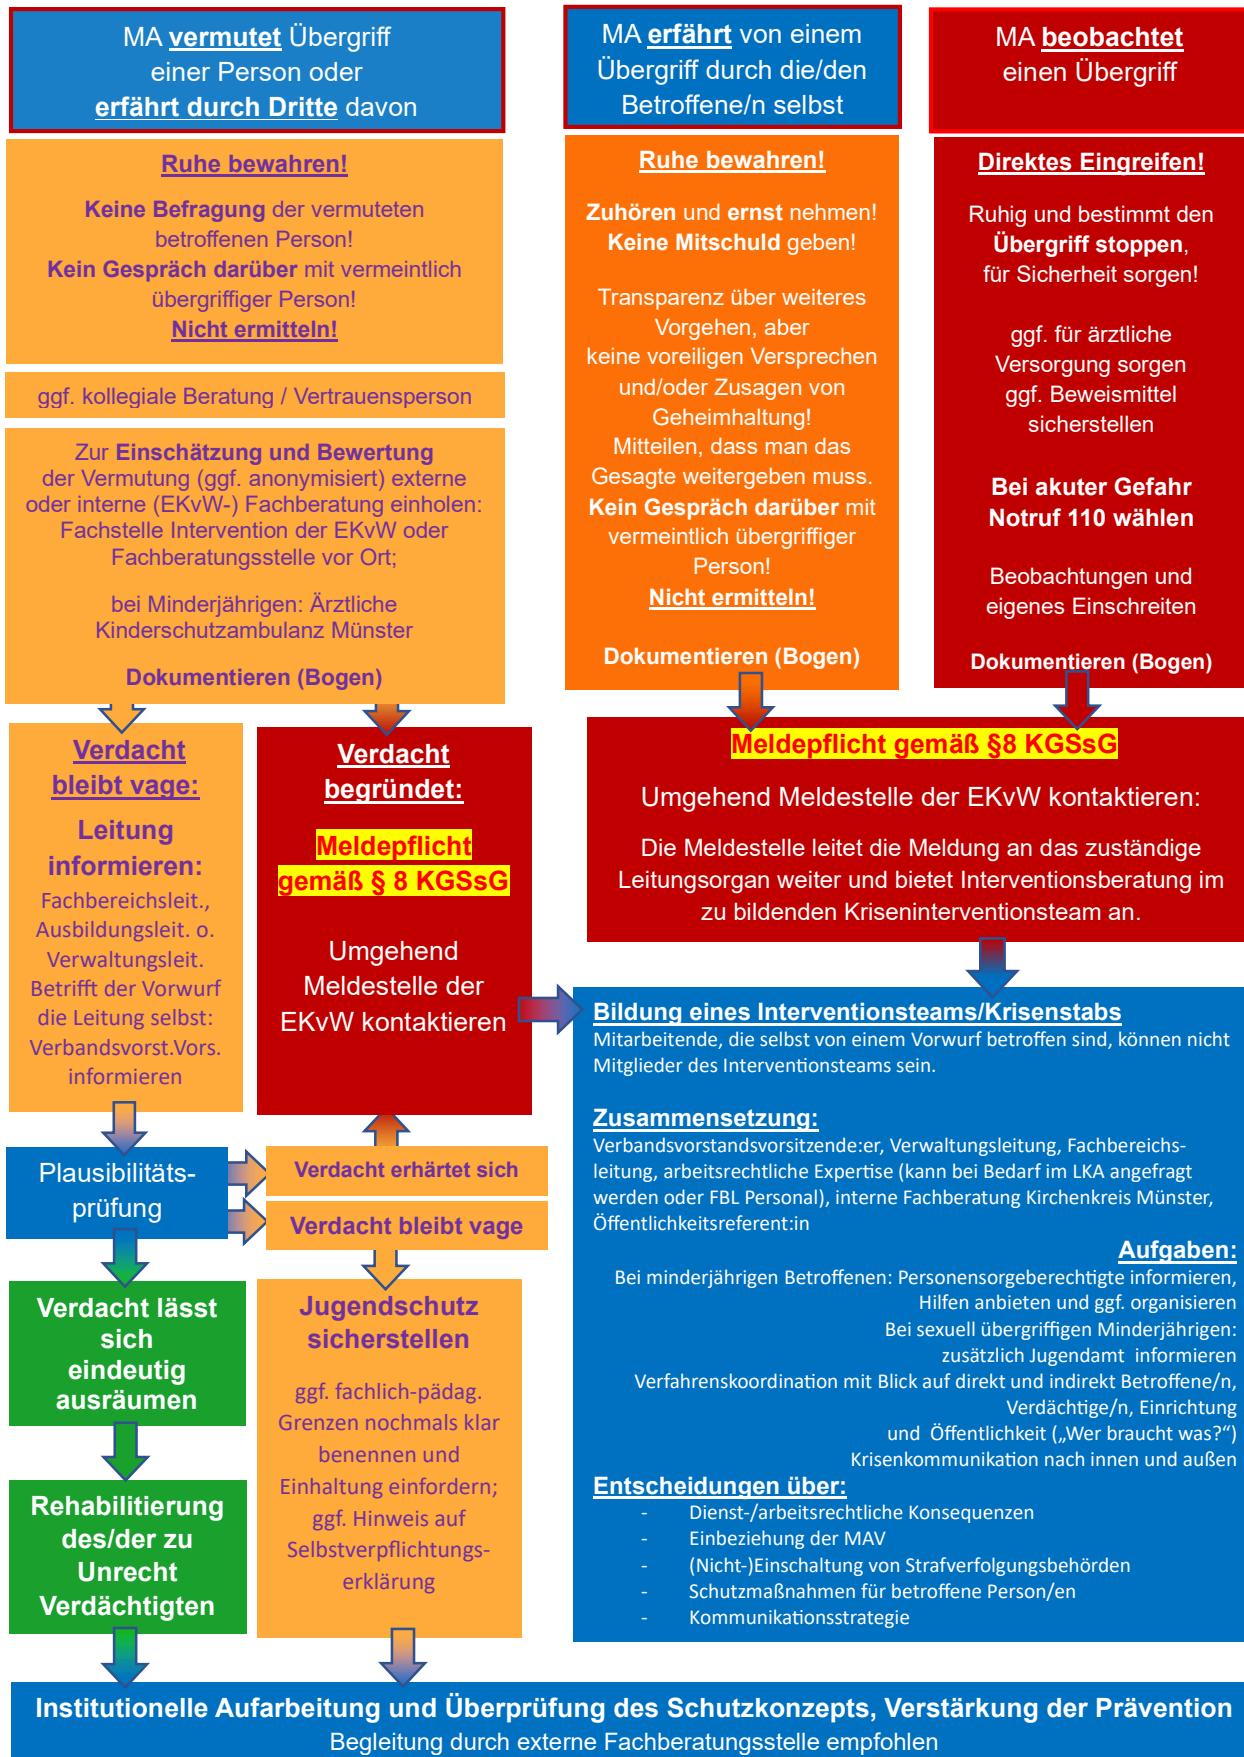 MA vermutet Übergriff
einer Person oder
erfährt durch Dritte davon
Ruhe bewahren!
Keine Befragung der vermuteten
betroffenen Person!
Kein Gespräch darüber mit vermeintlich
übergriffiger Person!
Nicht ermitteln!
ggf. kollegiale Beratung / Vertrauensperson
Zur Einschätzung und Bewertung
der Vermutung (ggf. anonymisiert) externe
oder interne (EKvW-) Fachberatung einholen:
Fachstelle Intervention der EKvW oder
Fachberatungsstelle vor Ort;
bei Minderjährigen: Ärztliche
Kinderschutzambulanz Münster
Dokumentieren (Bogen)
MA erfährt von einem
Übergriff durch die/den
Betroffene/n selbst
Ruhe bewahren!
Zuhören und ernst nehmen!
Keine Mitschuld geben!
Transparenz über weiteres
Vorgehen, aber
keine voreiligen Versprechen
und/oder Zusagen von
Geheimhaltung!
Mitteilen, dass man das
Gesagte weitergeben muss.
Kein Gespräch darüber mit
vermeintlich übergriffiger
Person!
Nicht ermitteln!
Dokumentieren (Bogen)
MA beobachtet
einen Übergriff
Direktes Eingreifen!
Ruhig und bestimmt den
Übergriff stoppen,
für Sicherheit sorgen!
ggf. für ärztliche
Versorgung sorgen
ggf. Beweismittel
sicherstellen
Bei akuter Gefahr
Notruf 110 wählen
Beobachtungen und
eigenes Einschreiten
Dokumentieren (Bogen)
Verdacht
bleibt vage:
Leitung
informieren:
Fachbereichsleit.,
Ausbildungsleit. o.
Verwaltungsleit.
Betrifft der Vorwurf
die Leitung selbst:
Verbandsvorst.Vors.
informieren
Verdacht
begründet:
Meldepflicht
gemäß § 8 KGSsG
Umgehend
Meldestelle der
EKvW kontaktieren
Meldepflicht gemäß §8 KGSsG
Umgehend Meldestelle der EKvW kontaktieren:
Die Meldestelle leitet die Meldung an das zuständige
Leitungsorgan weiter und bietet Interventionsberatung im
zu bildenden Kriseninterventionsteam an.
Plausibilitäts-
prüfung
Verdacht erhärtet sich
Verdacht bleibt vage
Verdacht lässt
sich
eindeutig
ausräumen
Rehabilitierung
des/der zu
Unrecht
Verdächtigten
Jugendschutz
sicherstellen
ggf. fachlich-pädag.
Grenzen nochmals klar
benennen und
Einhaltung einfordern;
ggf. Hinweis auf
Selbstverpflichtungs-
erklärung
Bildung eines Interventionsteams/Krisenstabs
Mitarbeitende, die selbst von einem Vorwurf betroffen sind, können nicht
Mitglieder des Interventionsteams sein.
Zusammensetzung:
Verbandsvorstandsvorsitzende:er, Verwaltungsleitung, Fachbereichs-
leitung, arbeitsrechtliche Expertise (kann bei Bedarf im LKA angefragt
werden oder FBL Personal), interne Fachberatung Kirchenkreis Münster,
Öffentlichkeitsreferent:in
Aufgaben:
Bei minderjährigen Betroffenen: Personensorgeberechtigte informieren,
Hilfen anbieten und ggf. organisieren
Bei sexuell übergriffigen Minderjährigen:
zusätzlich Jugendamt informieren
Verfahrenskoordination mit Blick auf direkt und indirekt Betroffene/n,
Verdächtige/n, Einrichtung
und Öffentlichkeit („Wer braucht was?“)
Krisenkommunikation nach innen und außen
Entscheidungen über:
- Dienst-/arbeitsrechtliche Konsequenzen
- Einbeziehung der MAV
- (Nicht-)Einschaltung von Strafverfolgungsbehörden
- Schutzmaßnahmen für betroffene Person/en
- Kommunikationsstrategie
Institutionelle Aufarbeitung und Überprüfung des Schutzkonzepts, Verstärkung der Prävention
Begleitung durch externe Fachberatungsstelle empfohlen